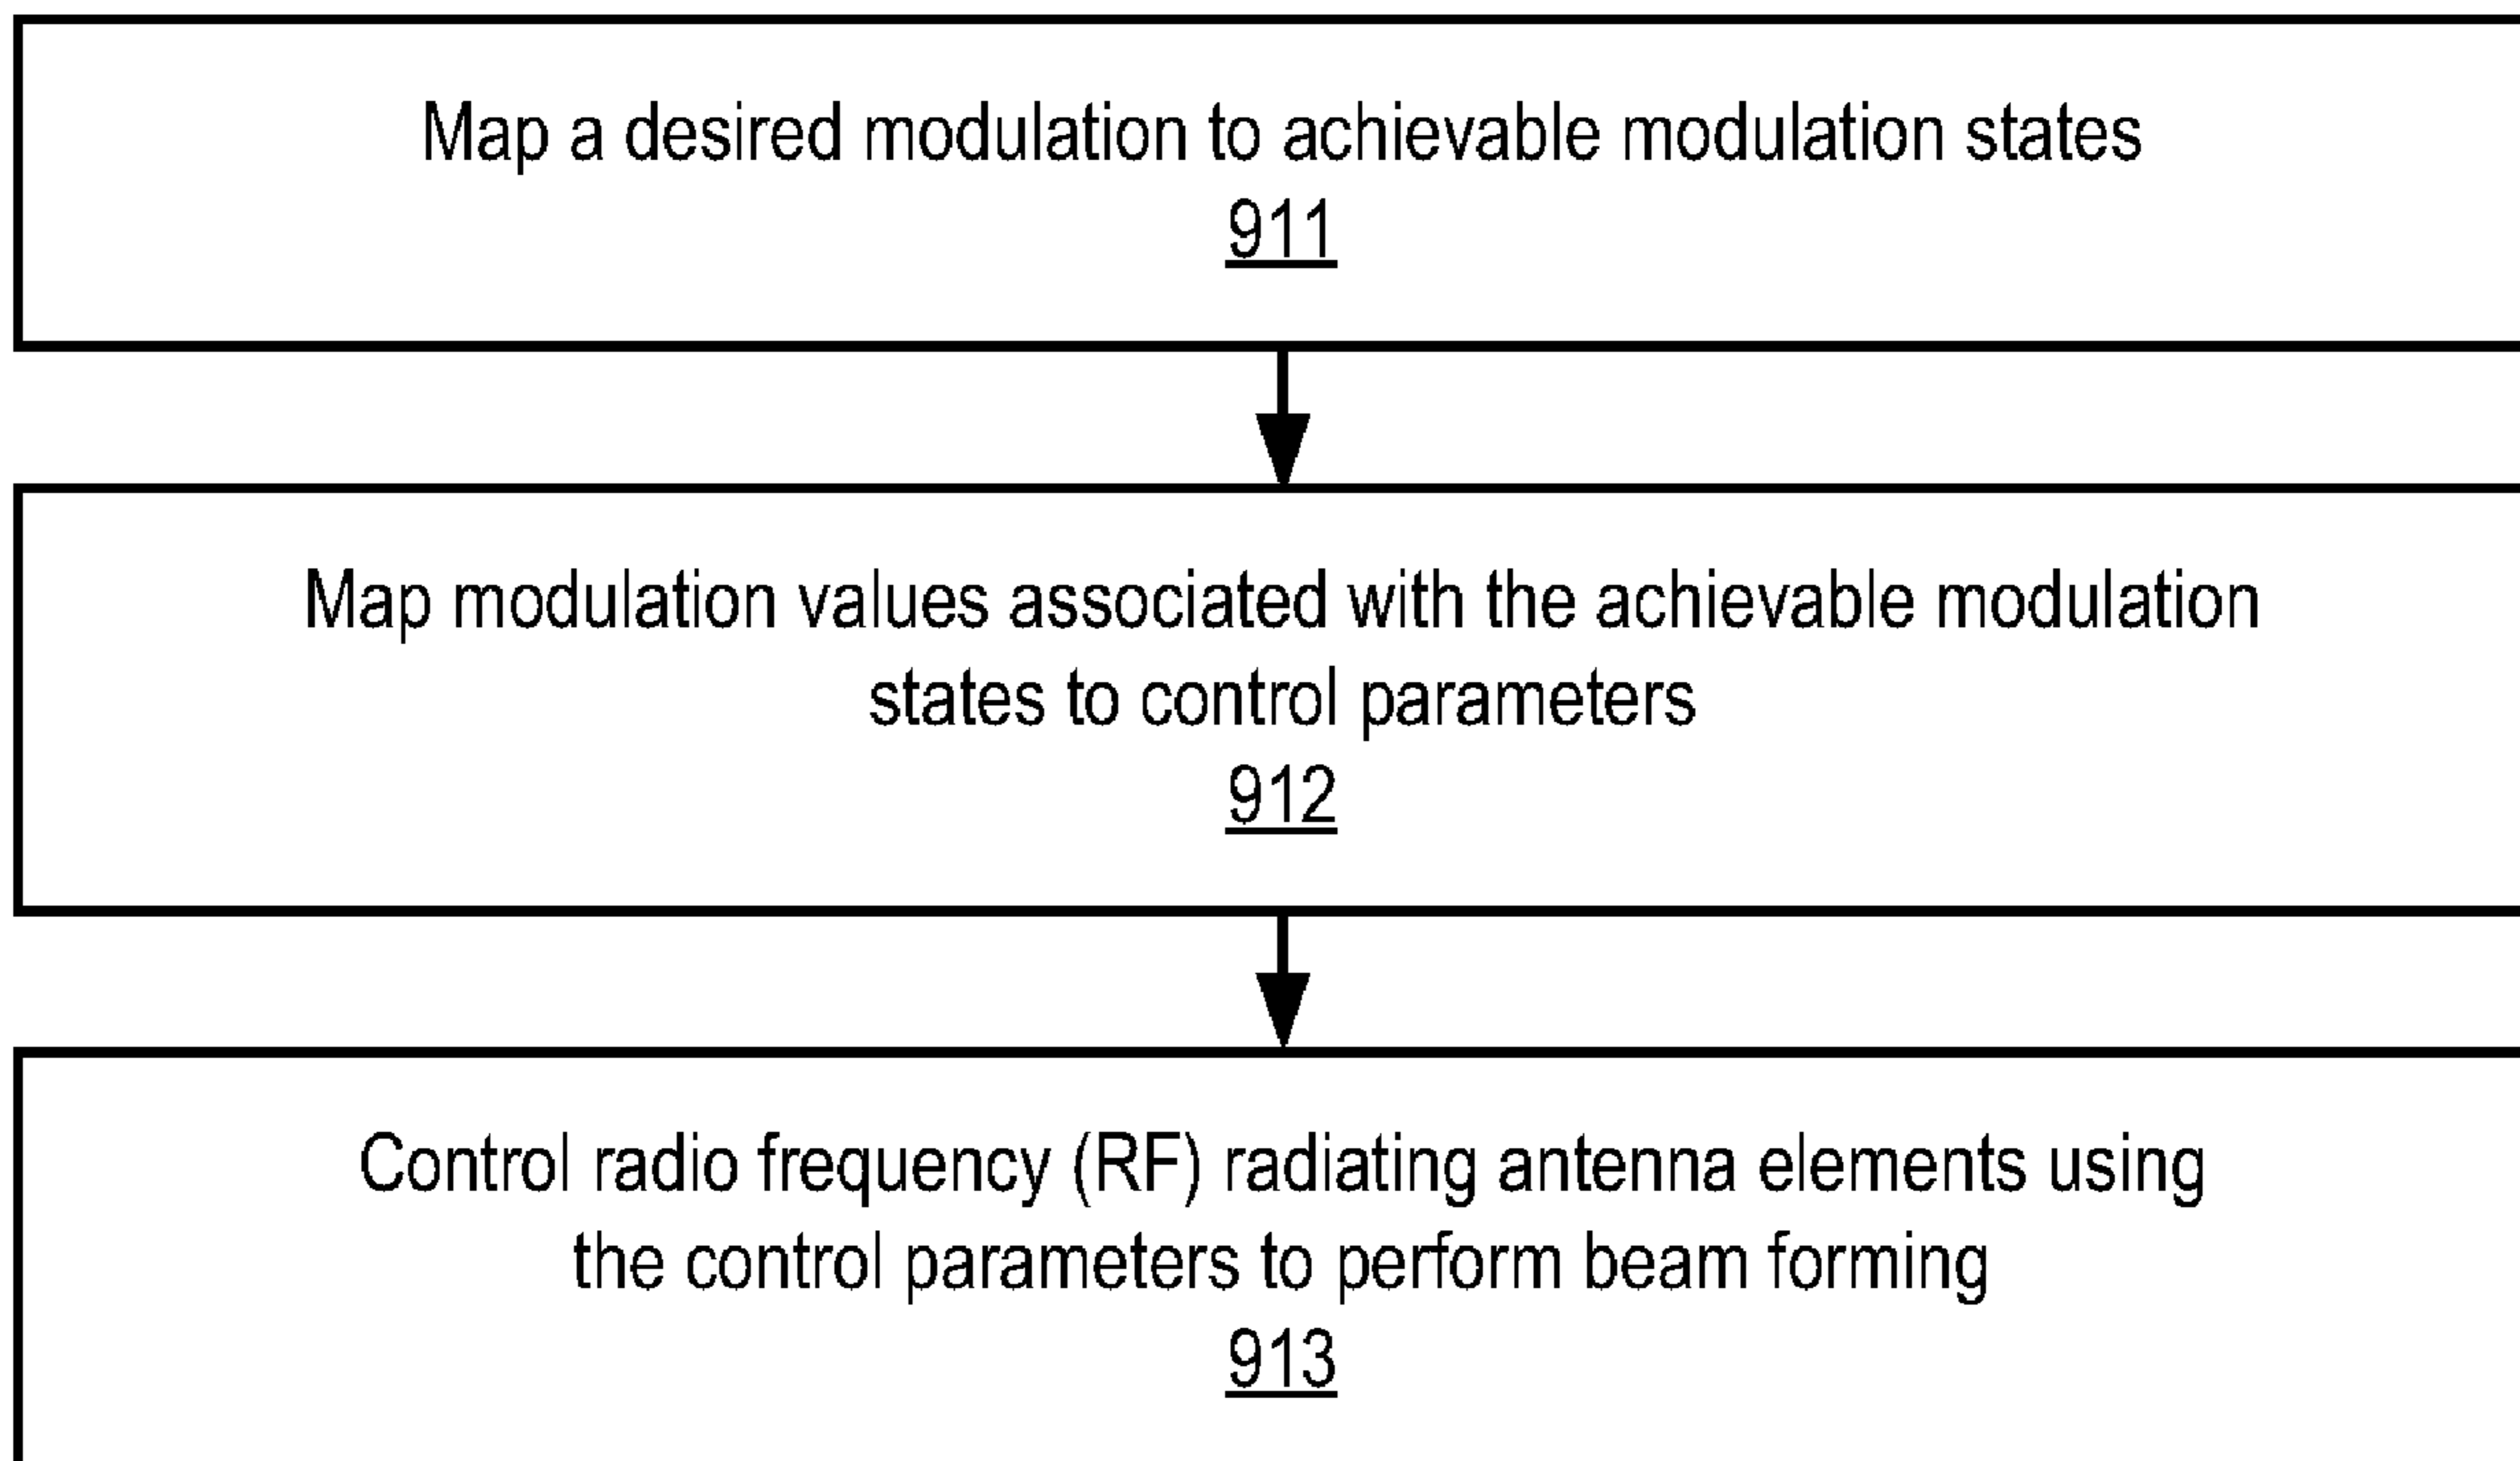 Map a desired modulation to achievable modulation states
911
Map modulation values associated with the achievable modulation
states to control parameters
912
Control radio frequency (RF) radiating antenna elements using
the control parameters to perform beam forming
913